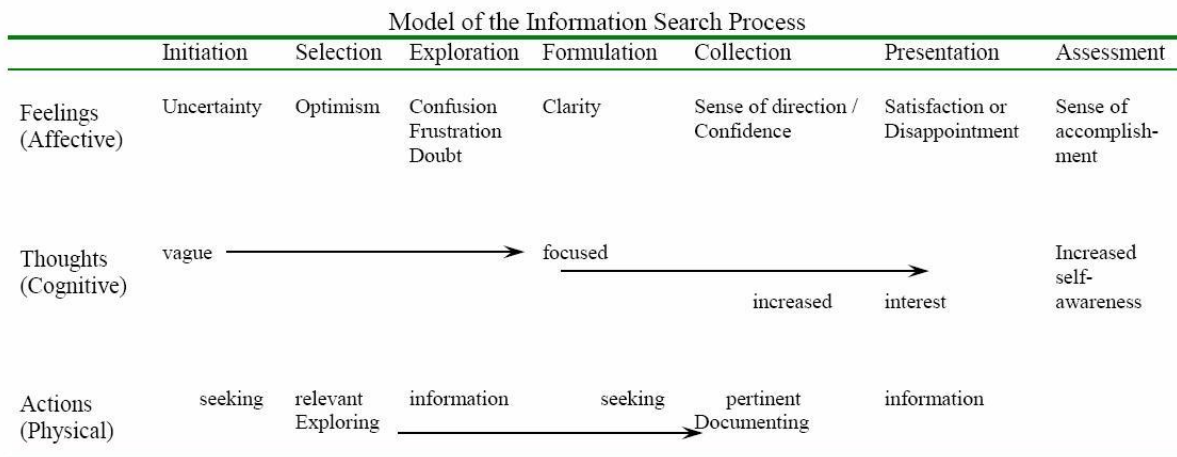 Model of the Information Search Process
Initiation Selection Exploration Formulation Collection Presentation Assessment
Feelings
(Affective)
Uncertainty
Optimism
Confusion
Frustration
Doubt
Clarity
Sense of direction /
Confidence
Satisfaction or
Disappointment
Sense of
accomplish-
ment
Thoughts
(Cognitive)
vague
focused
increased interest
Increased
self-
awareness
Actions
(Physical)
seeking relevant information seeking pertinent information
Exploring Documenting